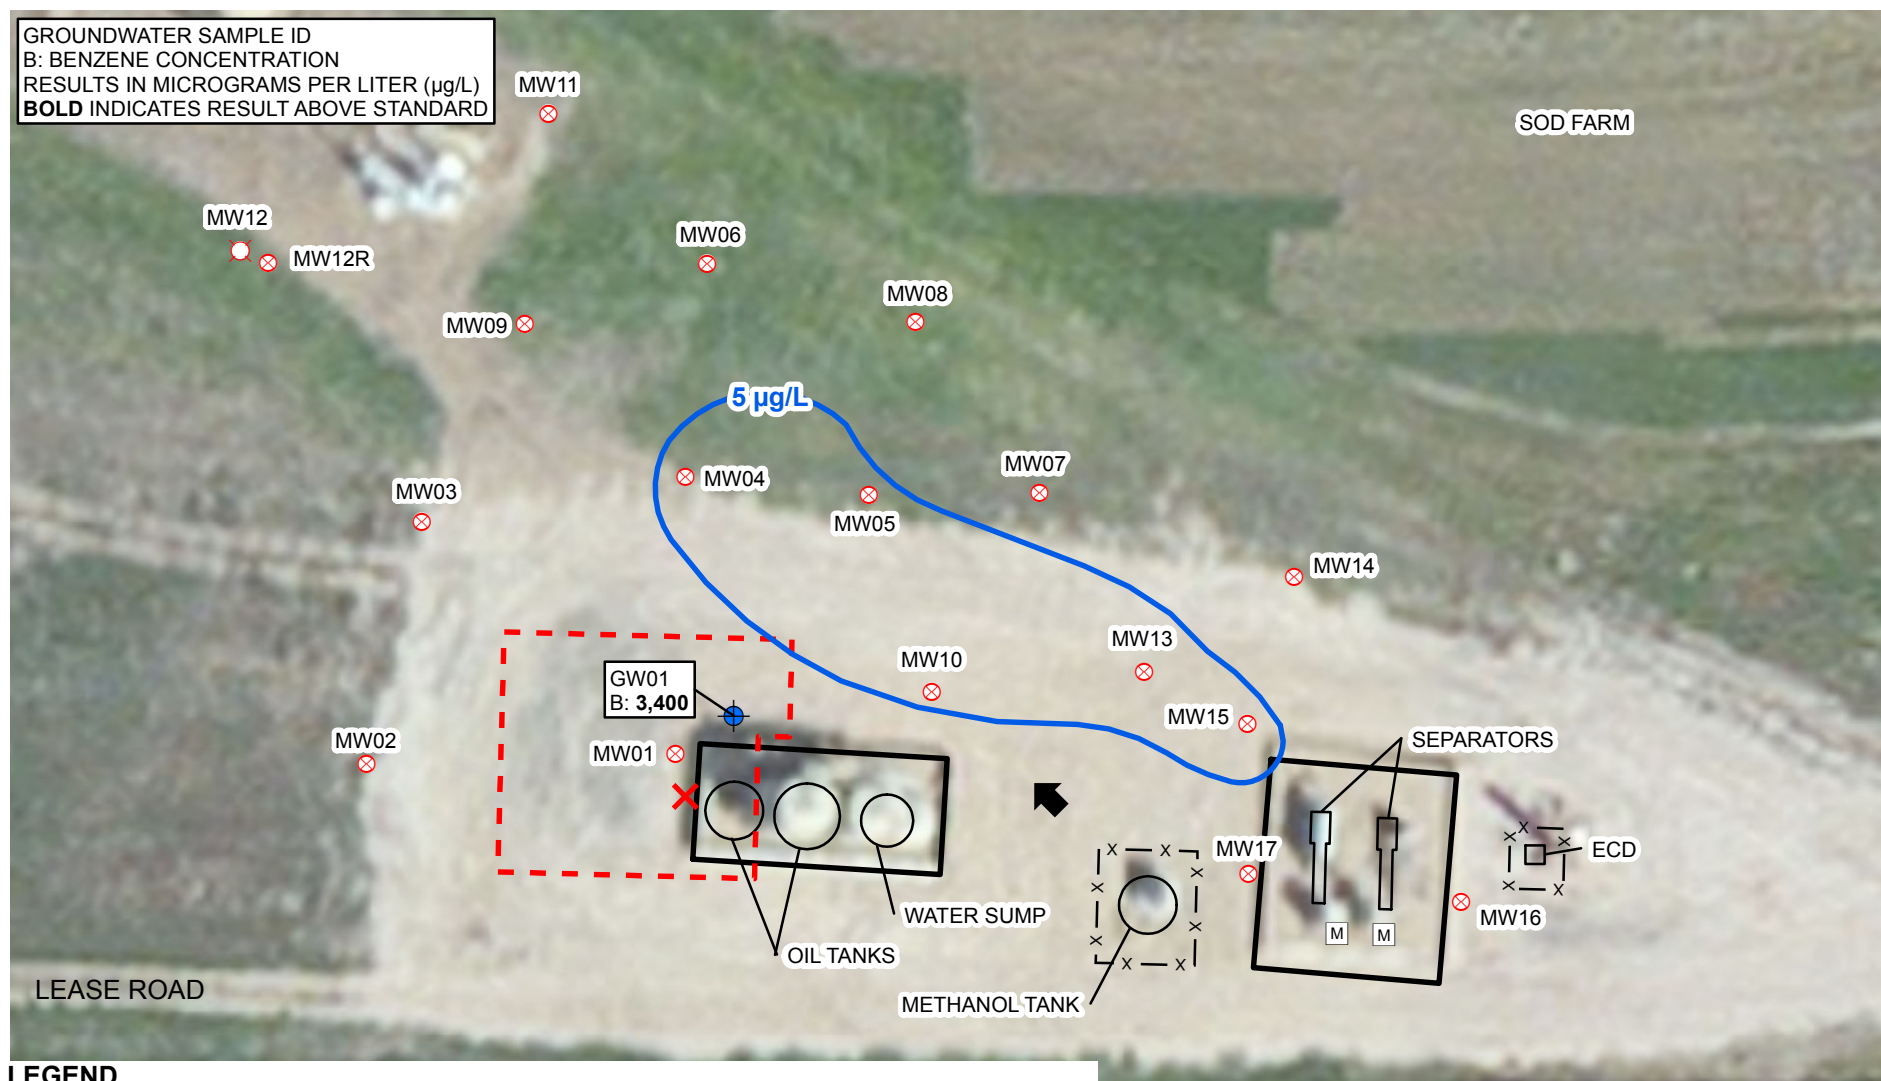 GROUNDWATER SAMPLE ID
B: BENZENE CONCENTRATION
RESULTS IN MICROGRAMS PER LITER (µg/L)
BOLD INDICATES RESULT ABOVE STANDARD
MW11
SOD FARM
MW12
MW12R
MW06
MW08
MW09
5 µg/L
MW07
MW04
MW03
MW05
MW14
MW13
MW10
GW01
B: 3,400
MW15
MW02
MW01
SEPARATORS
MW17
ECD
X X
X X
X X
X X
X X
X X
X X
X X
WATER SUMP
MW16
M M
OIL TANKS
LEASE ROAD
METHANOL TANK
LEGEND